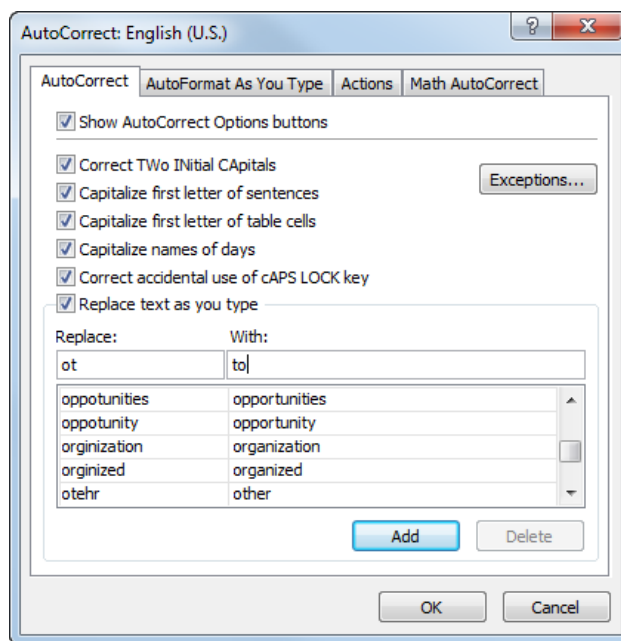 AutoCorrect: English (U.S.)
AutoCorrect AutoFormat As You Type Actions Math AutoCorrect
Show AutoCorrect Options buttons
Correct TWo INitial CApitals
Exceptions...
Capitalize first letter of sentences
Capitalize first letter of table cells
Capitalize names of days
Correct accidental use of cAPS LOCK key
Replace text as you type
Replace: With:
ot to
oppotunities opportunities
oppotunity opportunity
orginization organization
orginized organized
otehr other
Add Delete
OK Cancel